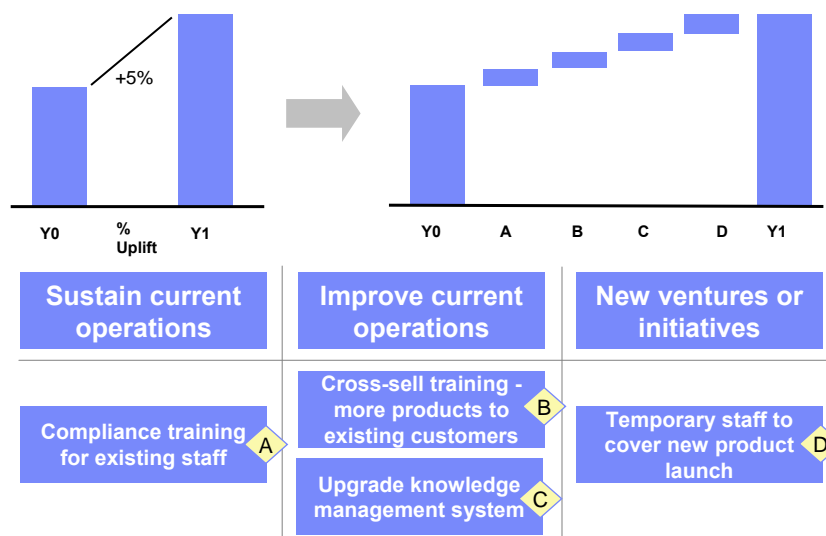 +5%
Y0
%
Uplift
Y1
Y0
A
B
C
D
Y1
Sustain current
operations
Improve current
operations
New ventures or
initiatives
Compliance training
for existing staff
A
Cross-sell training -
more products to
existing customers
B
Upgrade knowledge
management system
C
Temporary staff to
cover new product
launch
D